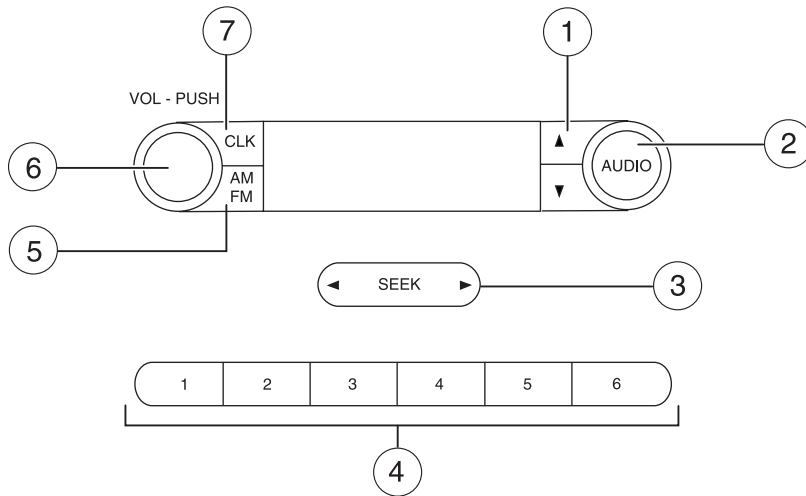 7
1
VOL - PUSH
CLK
▲
2
6
AUDIO
AM
FM
▼
5
◄ SEEK ►
3
1 2 3 4 5 6
4